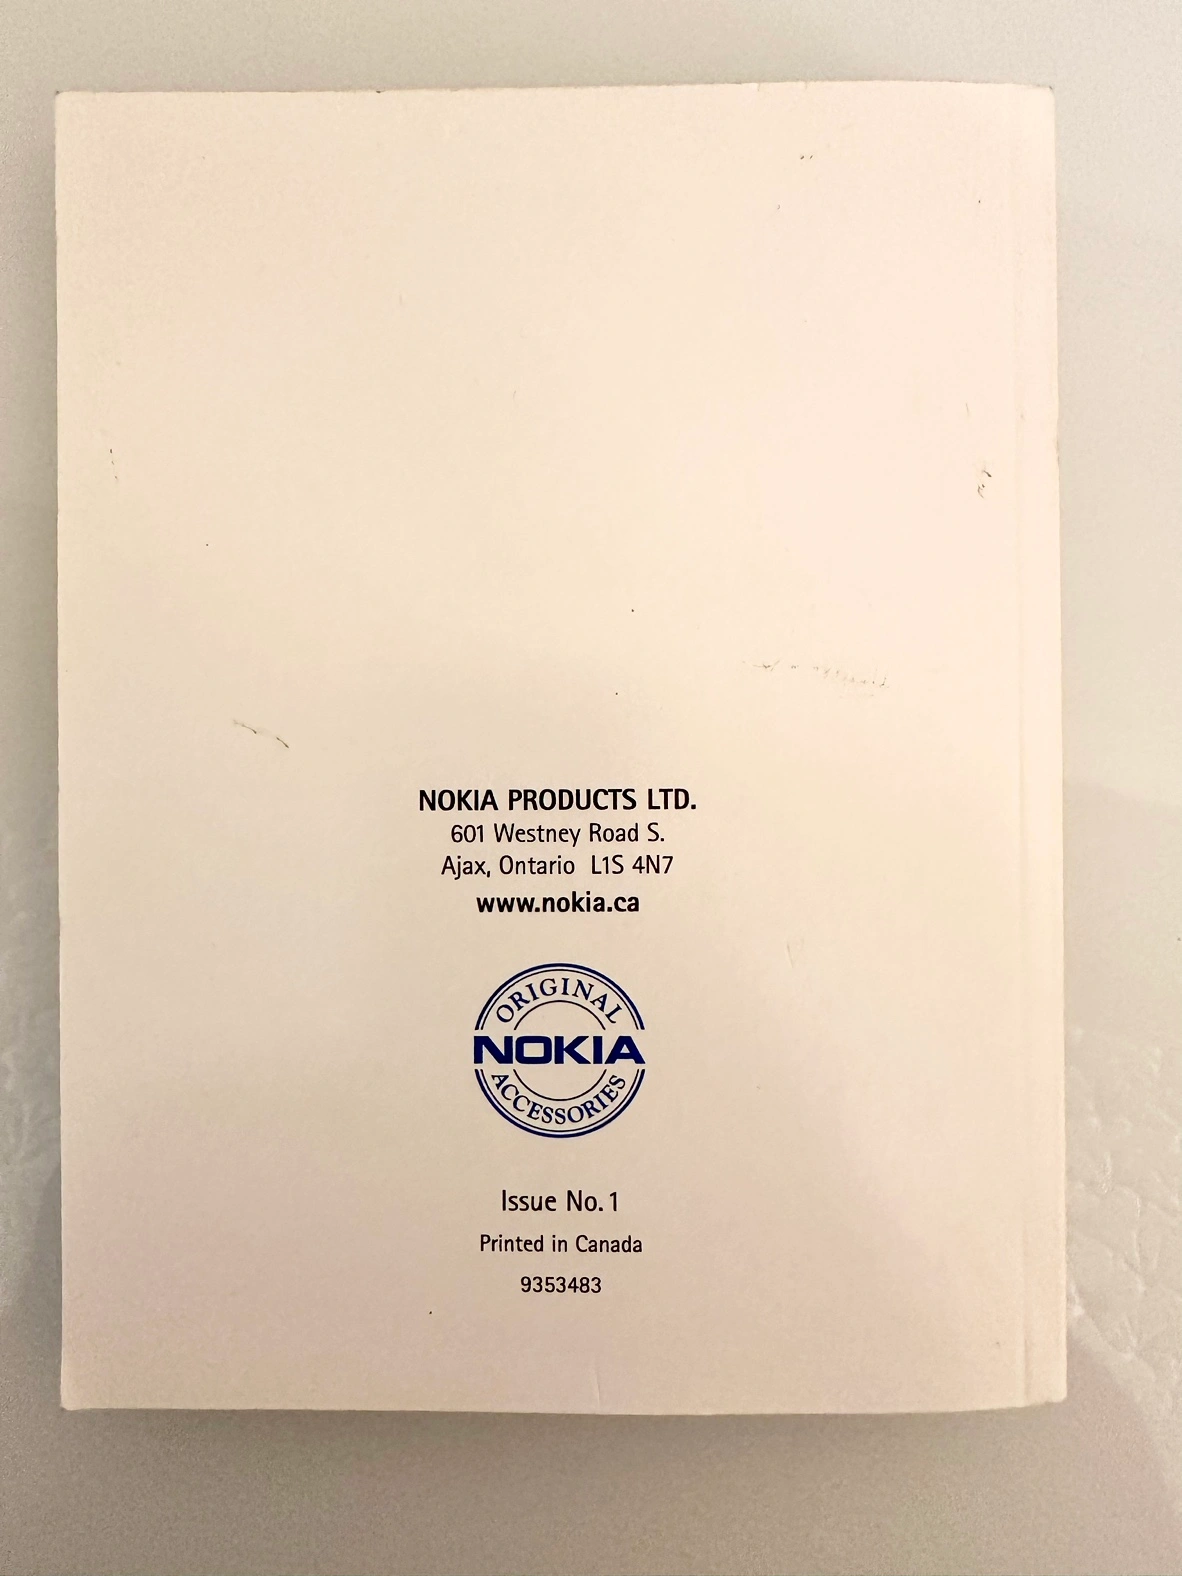 NOKIA PRODUCTS LTD.
601 Westney Road S.
Ajax, Ontario L1S 4N7
www.nokia.ca
ORIGINAL
NOKIA
ACCESSORIES
Issue No. 1
Printed in Canada
9353483